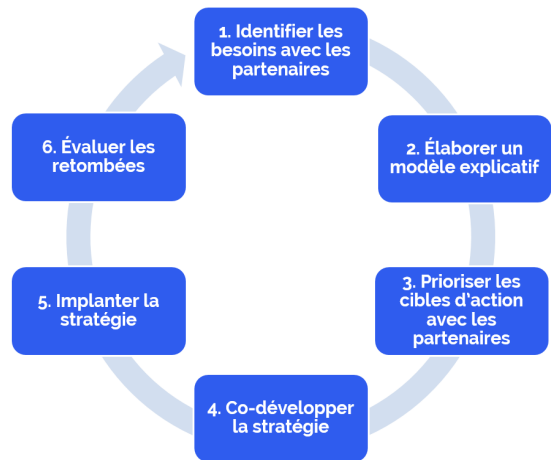 1. Identifier les
besoins avec les
partenaires
2. Élaborer un
modèle explicatif
3. Prioriser les
cibles d'action
avec les
partenaires
4. Co-développer
la stratégie
5. Implanter la
stratégie
6. Évaluer les
retombées